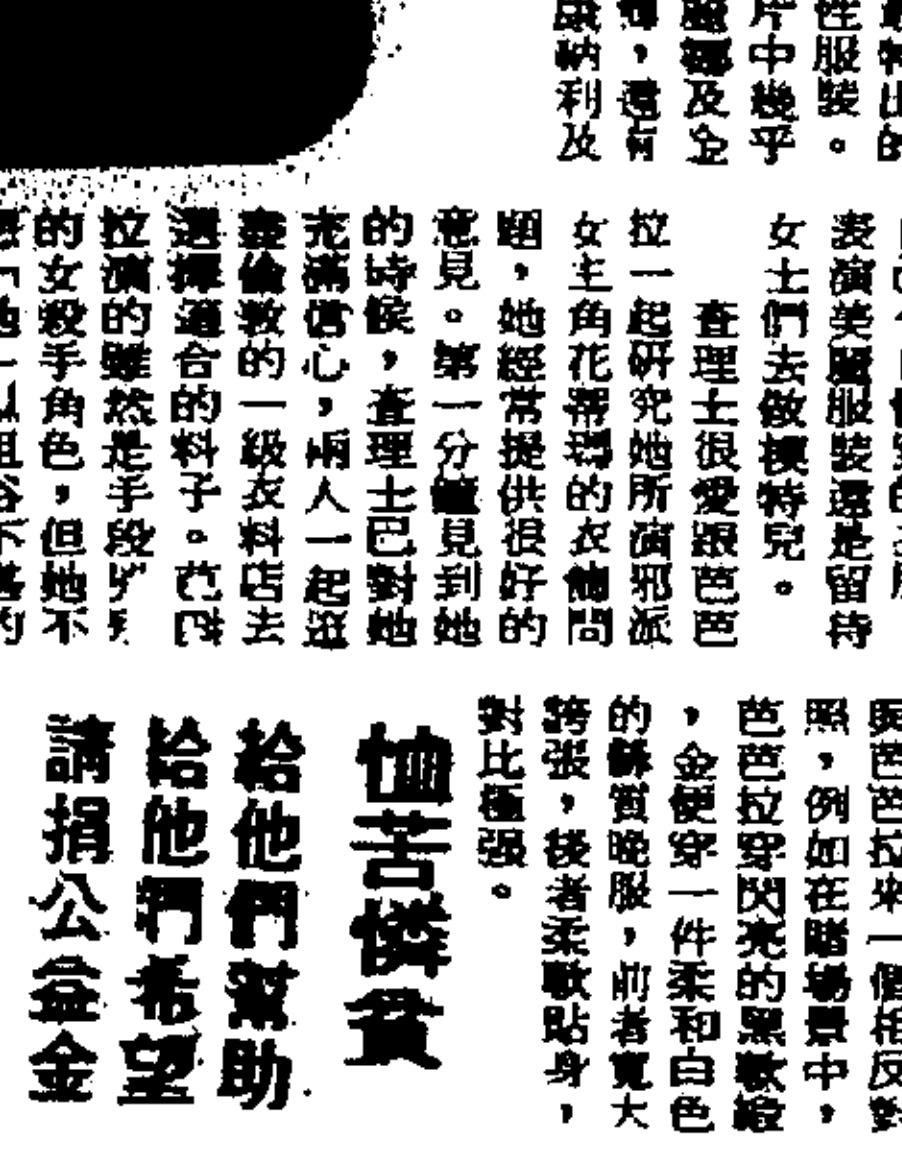 性服裝。
片中幾乎
及金
，還有
納利及
表演美麗服裝還是留待
女士們去做模特兒。
查理士很愛跟芭芭
拉一起研究她所演邪派
女主角花帮瑪的衣飾問
題，她經常提供很好的
意見。第一分鐘見到她
的時候，查理士巴對她
充滿信心，兩人一起逛
臺倫敦的一級衣料店去
選擇適合的料子。芭芭
拉演的雖然是手段
的女殺手角色，但她不
與芭芭拉來一個相反對
照，例如在賭場景中，
芭芭拉穿閃亮的黑軟緞
，金便穿一件柔和白色
的絲質晚服，前者寬大
誇張，後者柔軟貼身，
對比極强。
恤苦憐貧
給他們幫助
給他們希望
請捐公益金